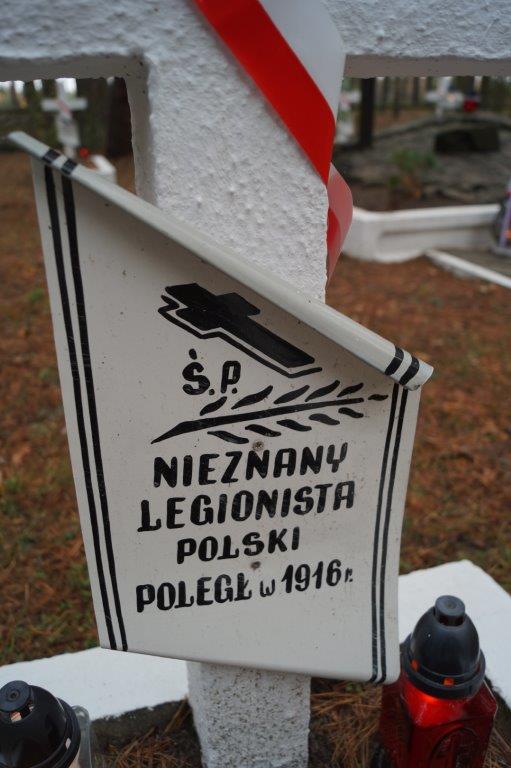 Ś.P.
NIEZNANY
LEGIONISTA
POLSKI
POLEGŁ w 1916 r.